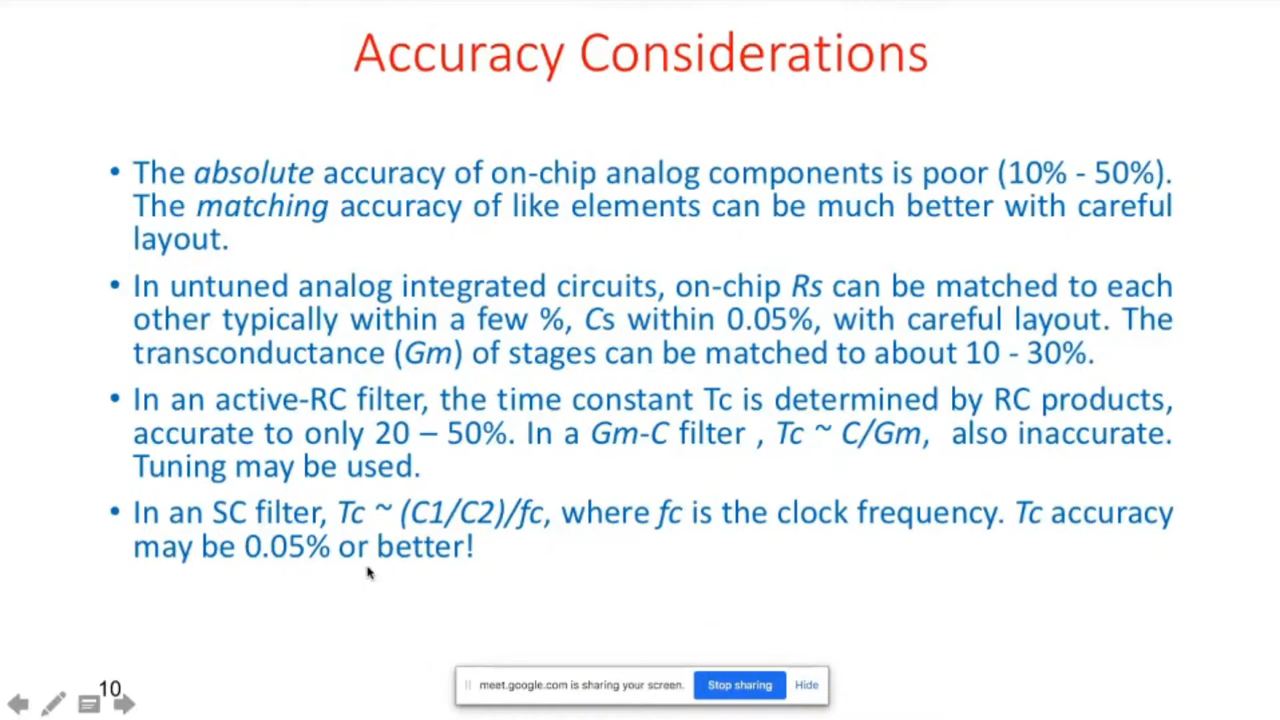 Accuracy Considerations
• The absolute accuracy of on-chip analog components is poor (10% - 50%).
The matching accuracy of like elements can be much better with careful
layout.
• In untuned analog integrated circuits, on-chip Rs can be matched to each
other typically within a few %, Cs within 0.05%, with careful layout. The
transconductance (Gm) of stages can be matched to about 10 - 30%.
• In an active-RC filter, the time constant Tc is determined by RC products,
accurate to only 20 – 50%. In a Gm-C filter , Tc ~ C/Gm, also inaccurate.
Tuning may be used.
• In an SC filter, Tc ~ (C1/C2)/fc, where fc is the clock frequency. Tc accuracy
may be 0.05% or better!
10
meet.google.com is sharing your screen. Stop sharing Hide